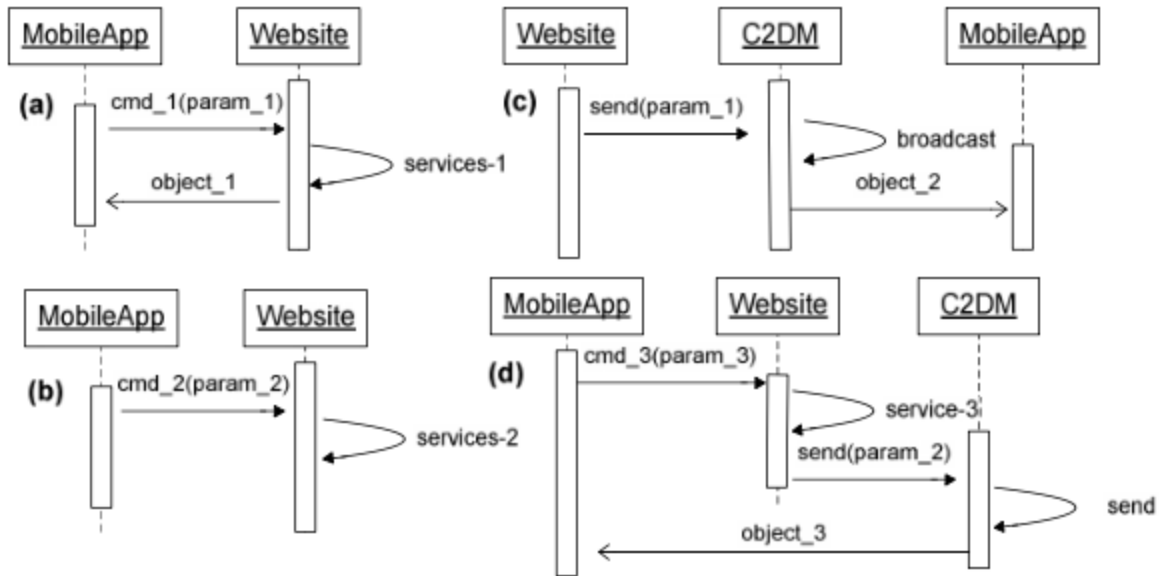 MobileApp
Website
(a)
cmd_1(param_1)
services-1
object_1
Website
C2DM
MobileApp
(c)
send(param_1)
broadcast
object_2
MobileApp
Website
(b)
cmd_2(param_2)
services-2
MobileApp
Website
C2DM
(d)
cmd_3(param_3)
service-3
send(param_2)
send
object_3